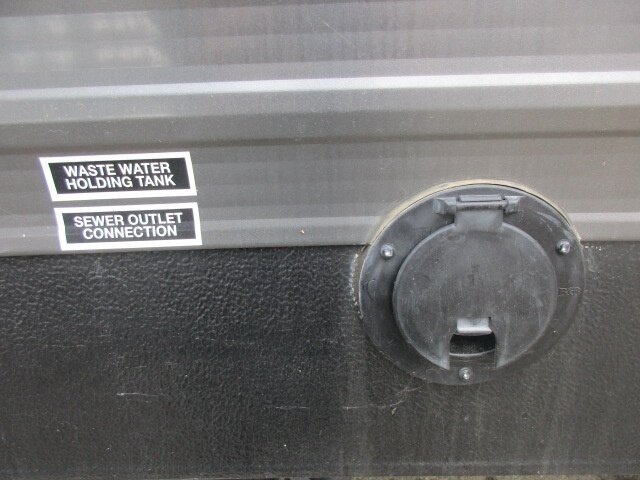 WASTE WATER
HOLDING TANK
SEWER OUTLET
CONNECTION